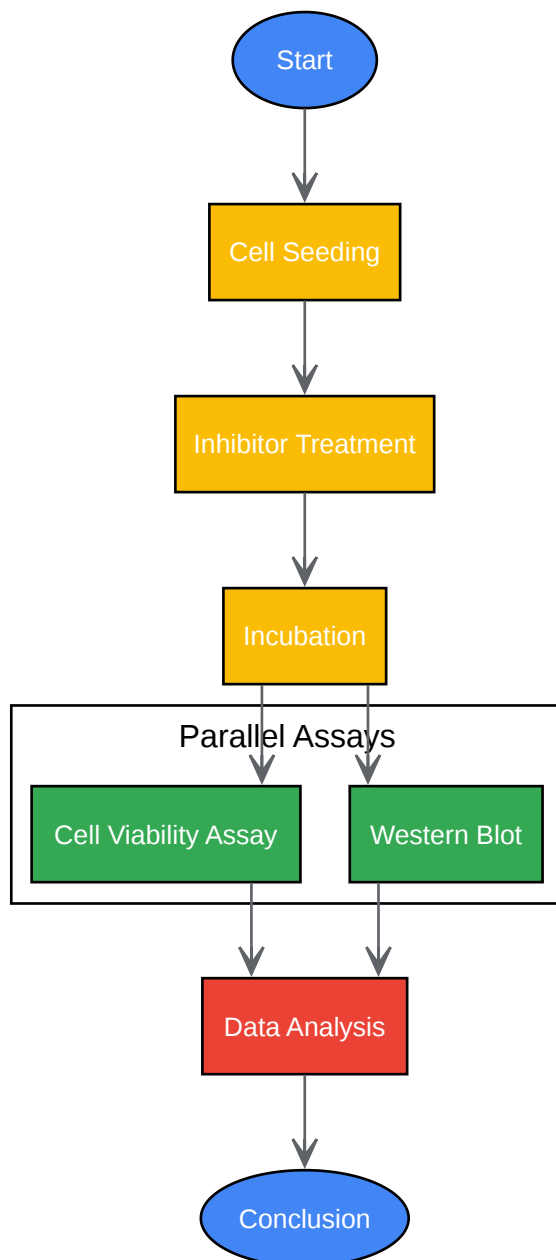 Start
Cell Seeding
Inhibitor Treatment
Incubation
Parallel Assays
Cell Viability Assay
Western Blot
Data Analysis
Conclusion